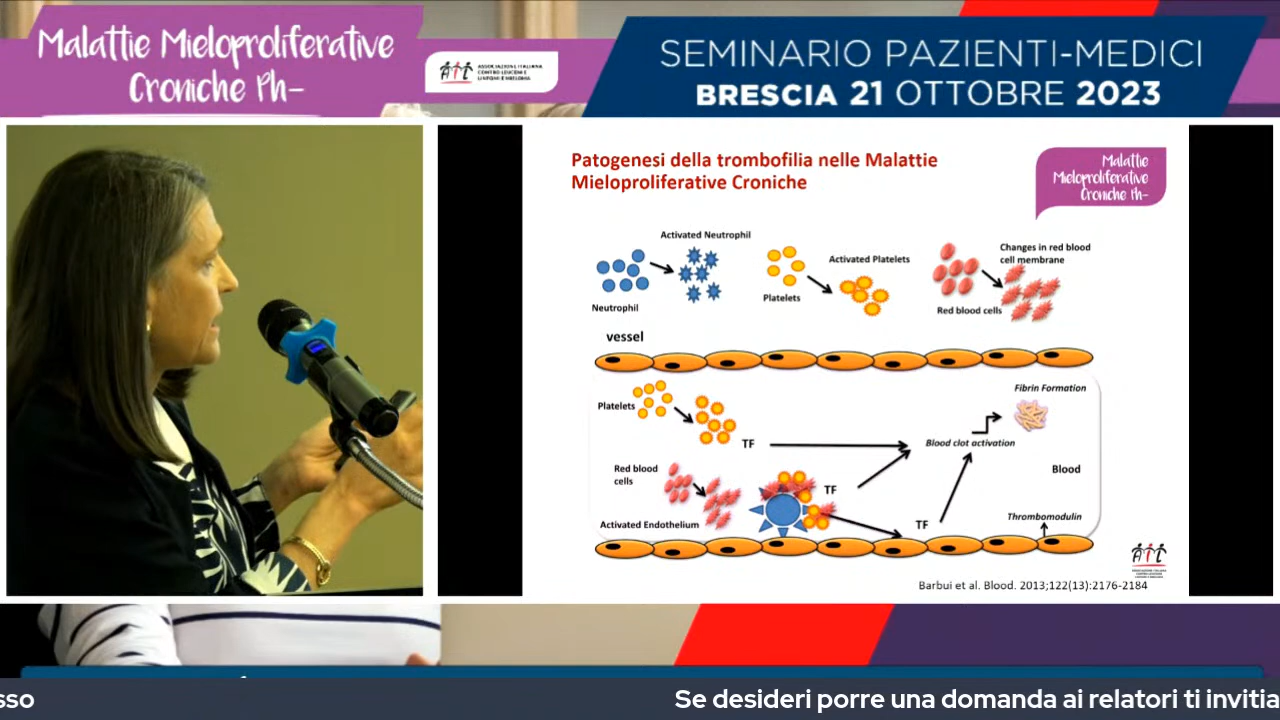 Malattie Mieloproliferative
Croniche Ph-
AIL
ASSOCIAZIONE ITALIANA
CONTRO LEUCEMIE
LINFOMI E MIELOMA
SEMINARIO PAZIENTI-MEDICI
BRESCIA 21 OTTOBRE 2023
Patogenesi della trombofilia nelle Malattie
Mieloproliferative Croniche
Malattie
Mieloproliferative
Croniche Ph-
Activated Neutrophil
Neutrophil
Activated Platelets
Platelets
Changes in red blood
cell membrane
Red blood cells
vessel
Platelets
TF
Fibrin Formation
Blood clot activation
Red blood
cells
TF
Blood
Activated Endothelium
TF
Thrombomodulin
AIL
Barbui et al. Blood. 2013;122(13):2176-2184
sso
Se desideri porre una domanda ai relatori ti invitia